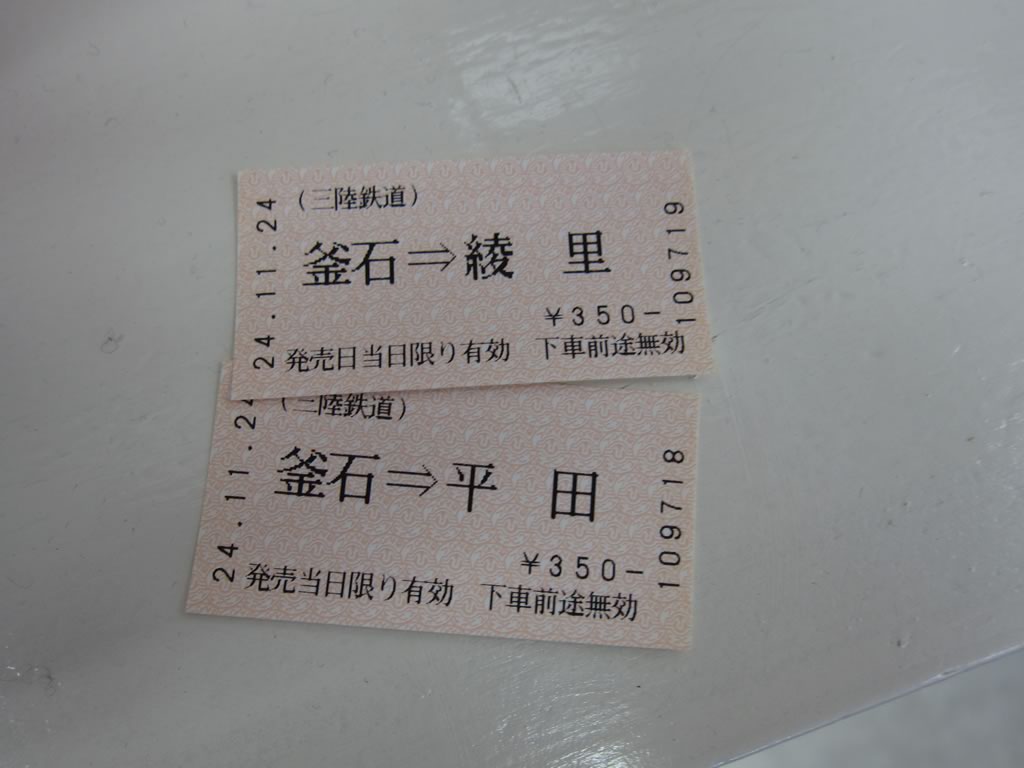 (三陸鉄道)
釜石⇒綾 里
¥350-
発売日当日限り有効 下車前途無効
24.11.24
109719
(三陸鉄道)
釜石⇒平 田
¥350-
発売当日限り有効 下車前途無効
24.11.24
109718